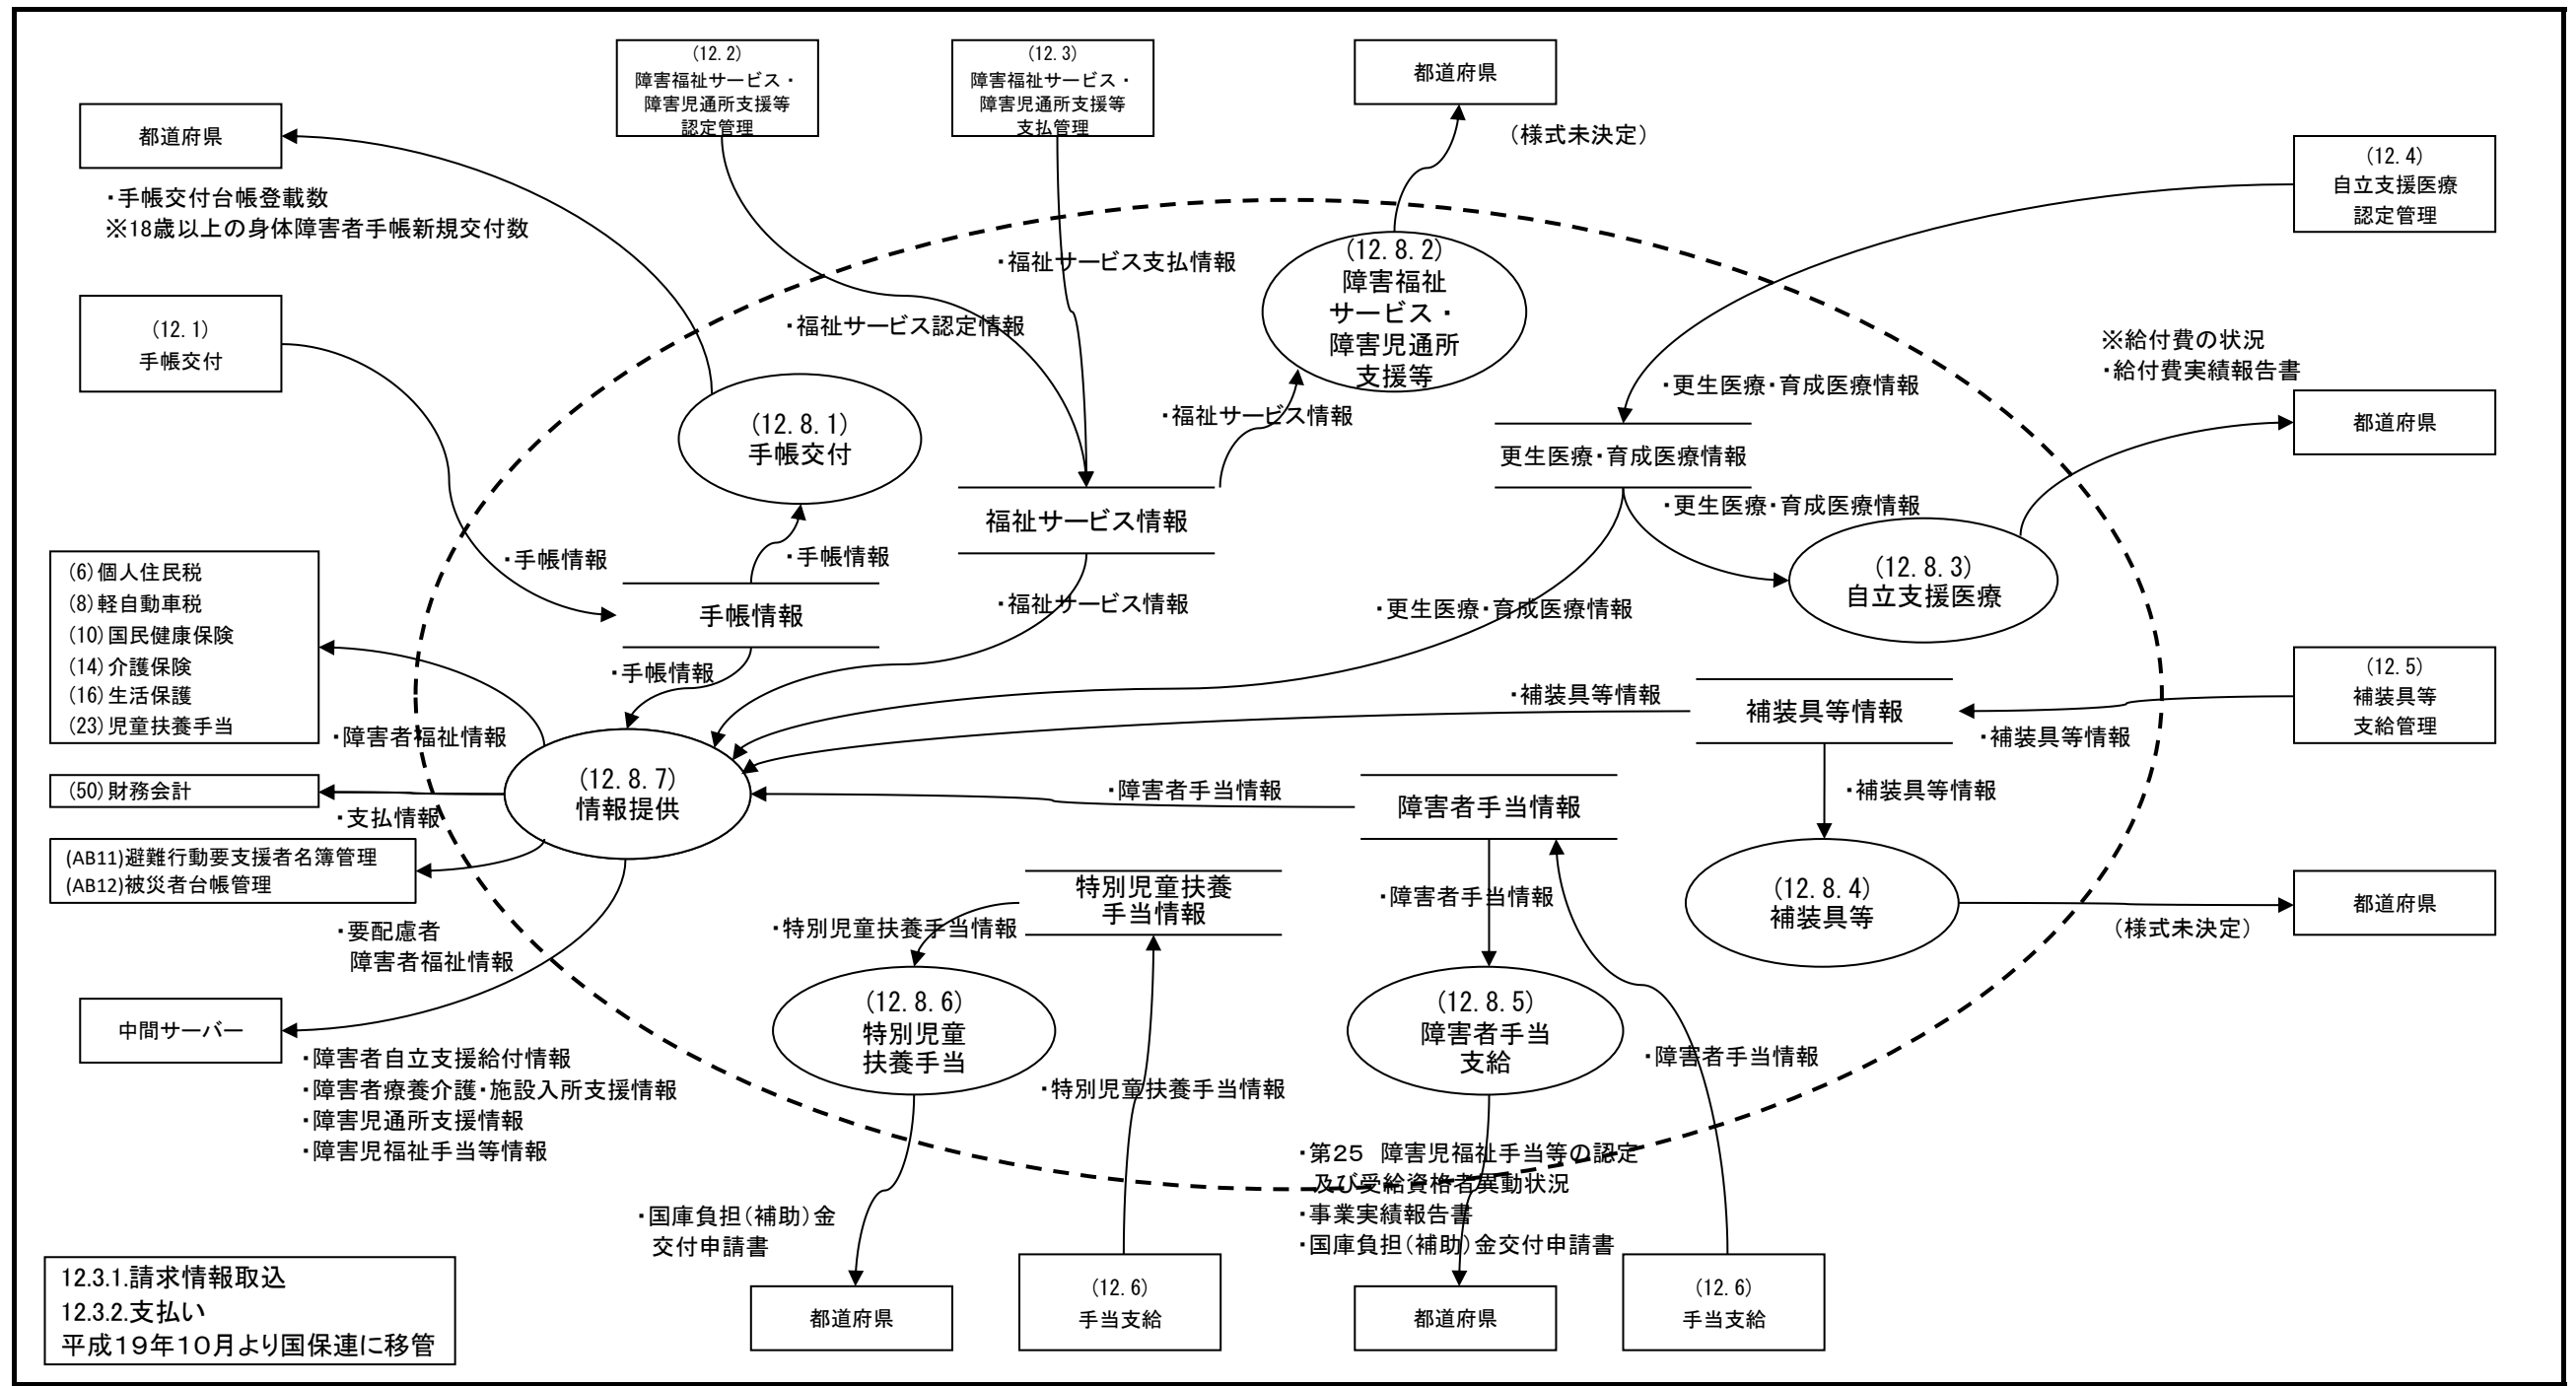 (12.2)
障害福祉サービス・
障害児通所支援等
認定管理
(12.3)
障害福祉サービス・
障害児通所支援等
支払管理
都道府県
(様式未決定)
都道府県
・手帳交付台帳登載数
※18歳以上の身体障害者手帳新規交付数
(12.4)
自立支援医療
認定管理
・福祉サービス支払情報
(12.8.2)
障害福祉
サービス・
障害児通所
支援等
(12.1)
手帳交付
・福祉サービス認定情報
※給付費の状況
・給付費実績報告書
・更生医療・育成医療情報
都道府県
・福祉サービス情報
(12.8.1)
手帳交付
更生医療・育成医療情報
・更生医療・育成医療情報
福祉サービス情報
・手帳情報
・手帳情報
(12.8.3)
自立支援医療
(6)個人住民税
(8)軽自動車税
(10)国民健康保険
(14)介護保険
(16)生活保護
(23)児童扶養手当
手帳情報
・福祉サービス情報
・更生医療・育成医療情報
・手帳情報
(12.5)
補装具等
支給管理
・補装具等情報
補装具等情報
・補装具等情報
・障害者福祉情報
(12.8.7)
情報提供
(50)財務会計
・支払情報
・障害者手当情報
障害者手当情報
・補装具等情報
(AB11)避難行動要支援者名簿管理
(AB12)被災者台帳管理
特別児童扶養
手当情報
・障害者手当情報
(12.8.4)
補装具等
都道府県
(様式未決定)
・要配慮者
障害者福祉情報
・特別児童扶養手当情報
中間サーバー
(12.8.6)
特別児童
扶養手当
(12.8.5)
障害者手当
支給
・障害者自立支援給付情報
・障害者療養介護・施設入所支援情報
・障害児通所支援情報
・障害児福祉手当等情報
・特別児童扶養手当情報
・障害者手当情報
・第25 障害児福祉手当等の認定
及び受給資格者異動状況
・事業実績報告書
・国庫負担(補助)金交付申請書
・国庫負担(補助)金
交付申請書
12.3.1.請求情報取込
12.3.2.支払い
平成19年10月より国保連に移管
都道府県
(12.6)
手当支給
都道府県
(12.6)
手当支給